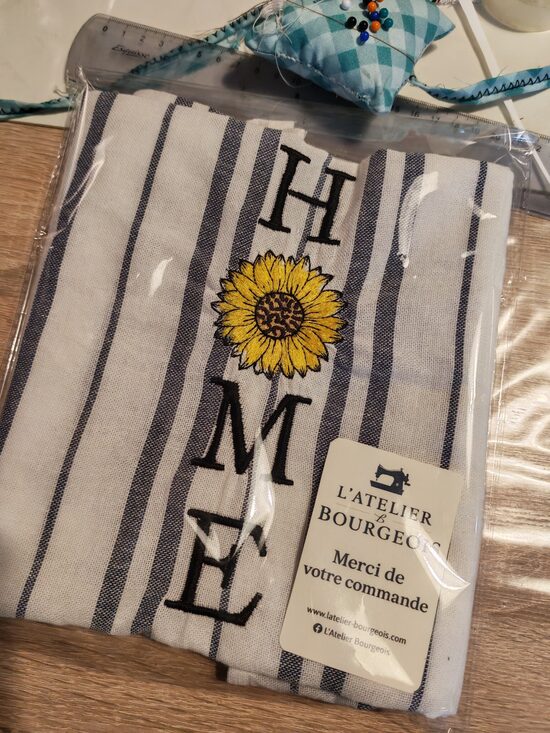 H
M
E
L'ATELIER
B
BOURGEOIS
Merci de
votre commande
www.latelier-bourgeois.com
L'Atelier Bourgeois